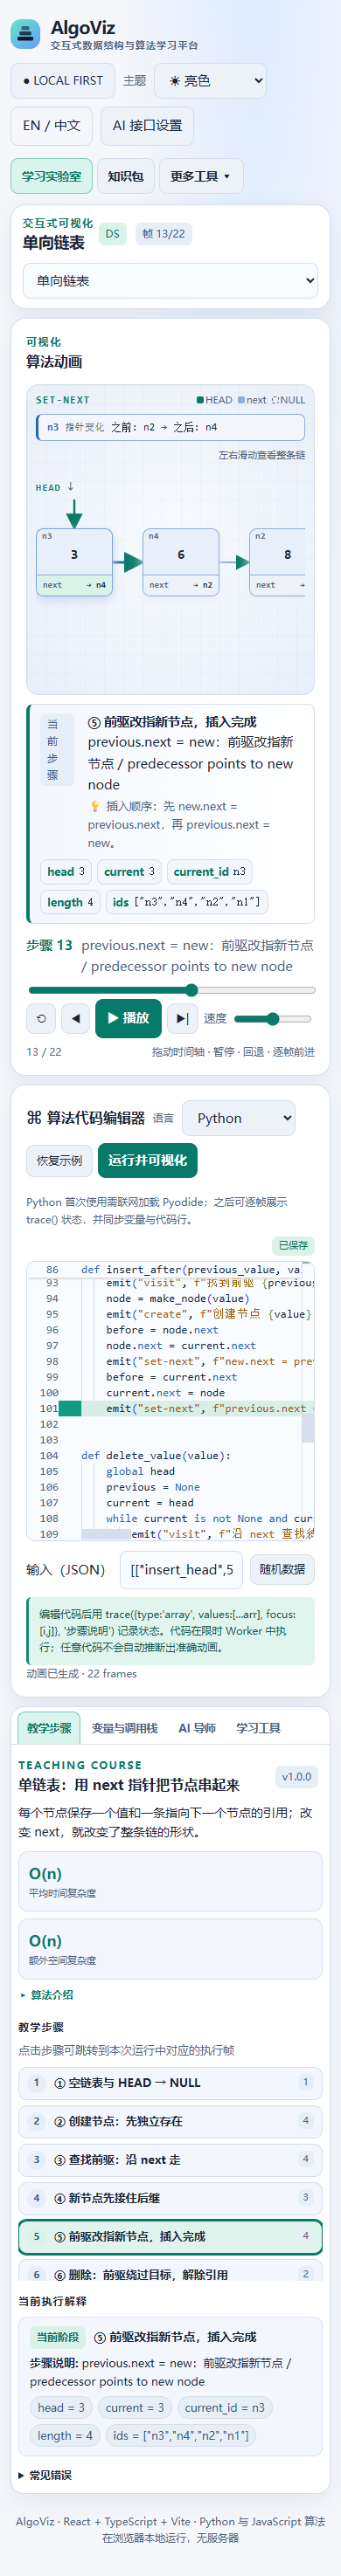 AlgoViz
交互式数据结构与算法学习平台
● LOCAL FIRST
主题
☀ 亮色
EN / 中文
AI 接口设置
学习实验室
知识包
更多工具 ▾
交互式可视化
单向链表
DS
帧 13/22
单向链表
可视化
算法动画
SET-NEXT
HEAD next NULL
n3 指针变化 之前: n2 → 之后: n4
左右滑动查看整条链
HEAD ↓
n3
3
next → n4
n4
6
next → n2
n2
8
next →
当前步骤
⑤ 前驱改指新节点，插入完成
previous.next = new：前驱改指新
节点 / predecessor points to new
node
💡 插入顺序：先 new.next =
previous.next，再 previous.next =
new。
head 3
current 3
current_id n3
length 4
ids ["n3","n4","n2","n1"]
步骤 13
previous.next = new：前驱改指新节点
/ predecessor points to new node
▶ 播放
速度
13 / 22
拖动时间轴 · 暂停 · 回退 · 逐帧前进
⌘ 算法代码编辑器
语言
Python
恢复示例
运行并可视化
Python 首次使用需联网加载 Pyodide；之后可逐帧展示
trace() 状态，并同步变量与代码行。
已保存
86 def insert_after(previous_value, va
93 emit("visit", f"找到前驱 {previous
94 node = make_node(value)
95 emit("create", f"创建节点 {value}
96 before = node.next
97 node.next = current.next
98 emit("set-next", f"new.next = prev
99 before = current.next
100 current.next = node
101 emit("set-next", f"previous.next =
102
103
104 def delete_value(value):
105 global head
106 previous = None
107 current = head
108 while current is not None and curr
109 emit("visit", f"沿 next 查找
输入（JSON）
[["insert_head",5
随机数据
编辑代码后用 trace({type:'array', values:[...arr], focus:
[i,j]}, '步骤说明') 记录状态。代码在限时 Worker 中执
行；任意代码不会自动推断出准确动画。
动画已生成 · 22 frames
教学步骤
变量与调用栈
AI 导师
学习工具
TEACHING COURSE
单链表：用 next 指针把节点串起来
v1.0.0
每个节点保存一个值和一条指向下一个节点的引用；改
变 next，就改变了整条链的形状。
O(n)
平均时间复杂度
O(n)
额外空间复杂度
▸ 算法介绍
教学步骤
点击步骤可跳转到本次运行中对应的执行帧
1 ① 空链表与 HEAD → NULL 1
2 ② 创建节点：先独立存在 4
3 ③ 查找前驱：沿 next 走 4
4 ④ 新节点先接住后继 3
5 ⑤ 前驱改指新节点，插入完成 4
6 ⑥ 删除：前驱绕过目标，解除引用 2
当前执行解释
当前阶段
⑤ 前驱改指新节点，插入完成
步骤说明: previous.next = new：前驱改指新节点 /
predecessor points to new node
head = 3
current = 3
current_id = n3
length = 4
ids = ["n3","n4","n2","n1"]
▸ 常见错误
AlgoViz · React + TypeScript + Vite · Python 与 JavaScript 算法
在浏览器本地运行，无服务器